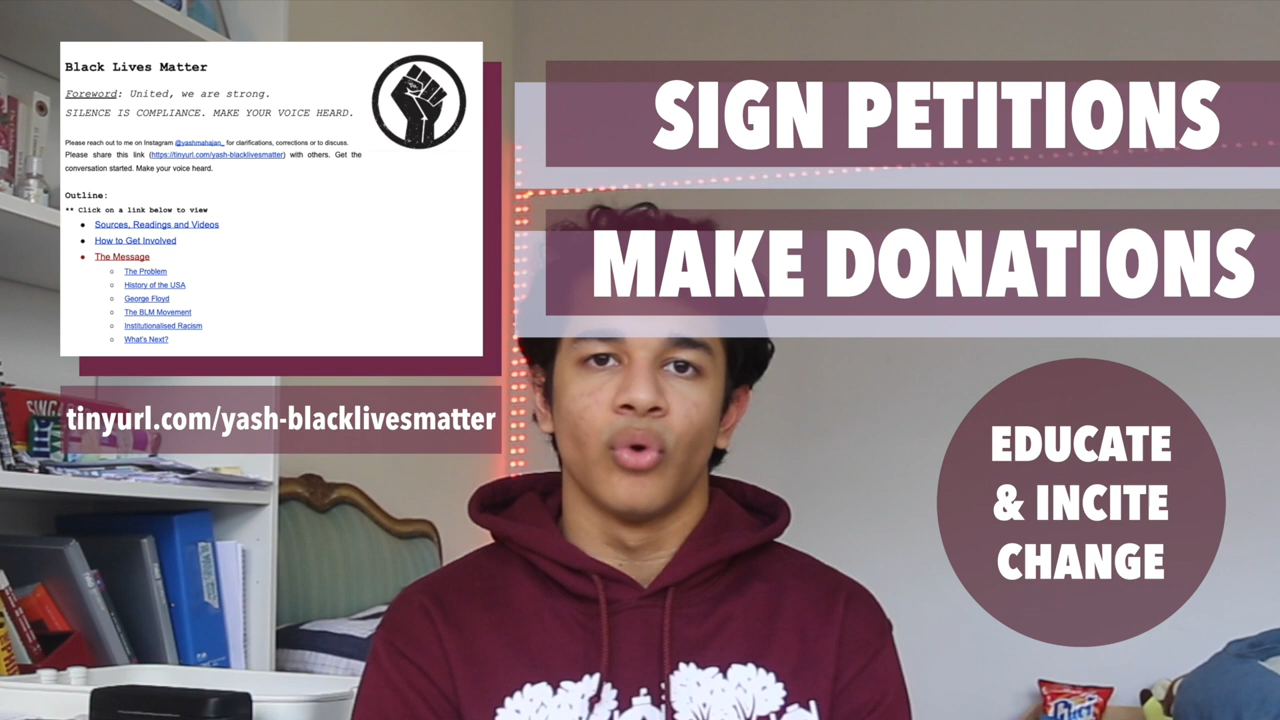 Black Lives Matter
Foreword: United, we are strong.
SILENCE IS COMPLIANCE. MAKE YOUR VOICE HEARD.
Please reach out to me on Instagram @yashmahajan_ for clarifications, corrections or to discuss.
Please share this link (https://tinyurl.com/yash-blacklivesmatter) with others. Get the
conversation started. Make your voice heard.
Outline:
** Click on a link below to view
Sources, Readings and Videos
How to Get Involved
The Message
The Problem
History of the USA
George Floyd
The BLM Movement
Institutionalised Racism
What's Next?
tinyurl.com/yash-blacklivesmatter
SIGN PETITIONS
MAKE DONATIONS
EDUCATE
& INCITE
CHANGE